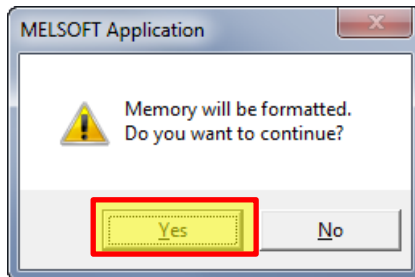 MELSOFT Application
Memory will be formatted.
Do you want to continue?
Yes
No